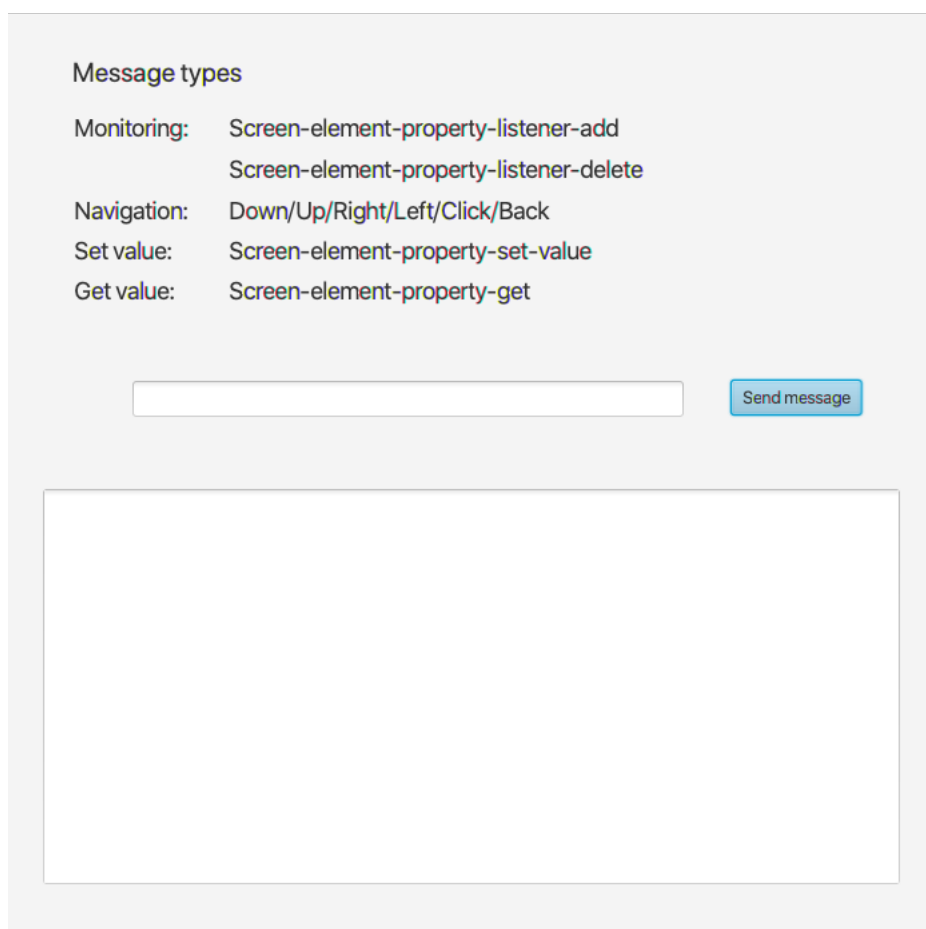 Message types
Monitoring: Screen-element-property-listener-add
Screen-element-property-listener-delete
Navigation: Down/Up/Right/Left/Click/Back
Set value: Screen-element-property-set-value
Get value: Screen-element-property-get
Send message